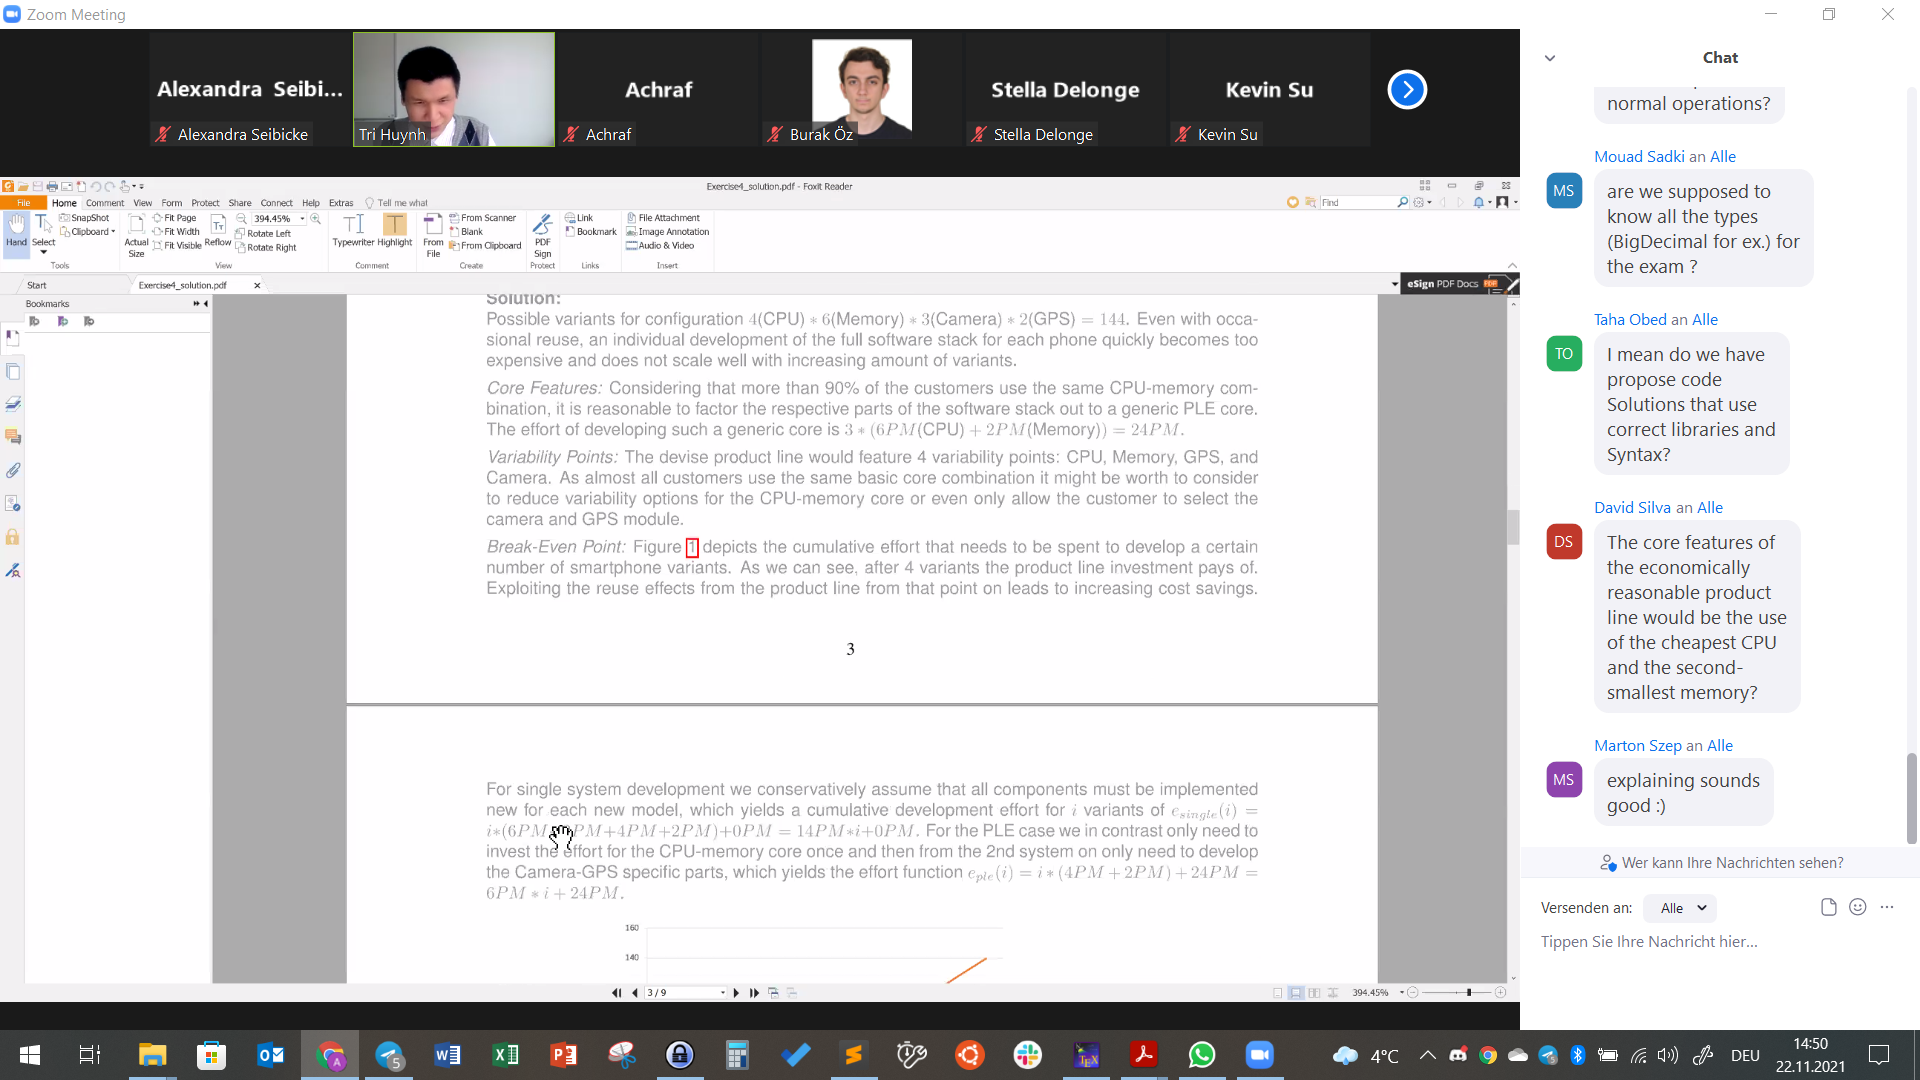 Zoom Meeting
Alexandra Seibi...
Alexandra Seibicke
Tri Huynh
Achraf
Achraf
Burak Öz
Stella Delonge
Stella Delonge
Kevin Su
Kevin Su
Exercise4_solution.pdf - Foxit Reader
File Home Comment View Form Protect Share Connect Help Extras Tell me what
Find
Hand
Select
SnapShot
Clipboard
Tools
Actual Size
Fit Page
Fit Width
Fit Visible
Reflow
394.45%
Rotate Left
Rotate Right
View
Typewriter
Highlight
Comment
From File
From Scanner
Blank
From Clipboard
Create
PDF Sign
Protect
Link
Bookmark
Links
File Attachment
Image Annotation
Audio & Video
Insert
Start
Exercise4_solution.pdf
eSign PDF Docs
Bookmarks
Solution:
Possible variants for configuration 4(CPU) ∗ 6(Memory) ∗ 3(Camera) ∗ 2(GPS) = 144. Even with occa-
sional reuse, an individual development of the full software stack for each phone quickly becomes too
expensive and does not scale well with increasing amount of variants.
Core Features: Considering that more than 90% of the customers use the same CPU-memory com-
bination, it is reasonable to factor the respective parts of the software stack out to a generic PLE core.
The effort of developing such a generic core is 3 ∗ (6PM(CPU) + 2PM(Memory)) = 24PM.
Variability Points: The devise product line would feature 4 variability points: CPU, Memory, GPS, and
Camera. As almost all customers use the same basic core combination it might be worth to consider
to reduce variability options for the CPU-memory core or even only allow the customer to select the
camera and GPS module.
Break-Even Point: Figure 1 depicts the cumulative effort that needs to be spent to develop a certain
number of smartphone variants. As we can see, after 4 variants the product line investment pays of.
Exploiting the reuse effects from the product line from that point on leads to increasing cost savings.
3
For single system development we conservatively assume that all components must be implemented
new for each new model, which yields a cumulative development effort for i variants of e_single(i) =
i∗(6PM PM+4PM+2PM)+0PM = 14PM∗i+0PM. For the PLE case we in contrast only need to
invest the effort for the CPU-memory core once and then from the 2nd system on only need to develop
the Camera-GPS specific parts, which yields the effort function e_ple(i) = i ∗ (4PM + 2PM) + 24PM =
6PM ∗ i + 24PM.
160
140
3 / 9
394.45%
Chat
normal operations?
Mouad Sadki an Alle
MS
are we supposed to
know all the types
(BigDecimal for ex.) for
the exam ?
Taha Obed an Alle
TO
I mean do we have
propose code
Solutions that use
correct libraries and
Syntax?
David Silva an Alle
DS
The core features of
the economically
reasonable product
line would be the use
of the cheapest CPU
and the second-
smallest memory?
Marton Szep an Alle
MS
explaining sounds
good :)
Wer kann Ihre Nachrichten sehen?
Versenden an: Alle
Tippen Sie Ihre Nachricht hier...
4°C
DEU
14:50
22.11.2021